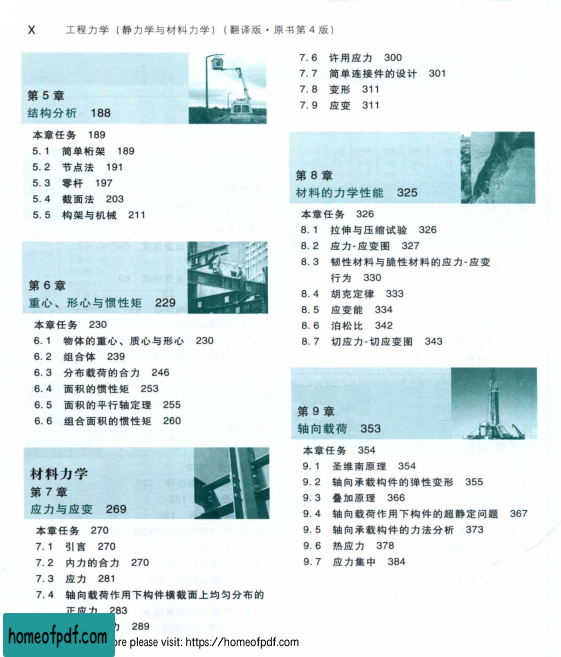 X 工程力学（静力学与材料力学）（翻译版·原书第4版）
第5章
结构分析 188
本章任务 189
5.1 简单桁架 189
5.2 节点法 191
5.3 零杆 197
5.4 截面法 203
5.5 构架与机械 211
第6章
重心、形心与惯性矩 229
本章任务 230
6.1 物体的重心、质心与形心 230
6.2 组合体 239
6.3 分布载荷的合力 246
6.4 面积的惯性矩 253
6.5 面积的平行轴定理 255
6.6 组合面积的惯性矩 260
材料力学
第7章
应力与应变 269
本章任务 270
7.1 引言 270
7.2 内力的合力 270
7.3 应力 281
7.4 轴向载荷作用下构件横截面上均匀分布的
正应力 283
289
7.6 许用应力 300
7.7 简单连接件的设计 301
7.8 变形 311
7.9 应变 311
第8章
材料的力学性能 325
本章任务 326
8.1 拉伸与压缩试验 326
8.2 应力-应变图 327
8.3 韧性材料与脆性材料的应力-应变
行为 330
8.4 胡克定律 333
8.5 应变能 334
8.6 泊松比 342
8.7 切应力-切应变图 343
第9章
轴向载荷 353
本章任务 354
9.1 圣维南原理 354
9.2 轴向承载构件的弹性变形 355
9.3 叠加原理 366
9.4 轴向载荷作用下构件的超静定问题 367
9.5 轴向承载构件的力法分析 373
9.6 热应力 378
9.7 应力集中 384
homeofpdf.com
re please visit: https://homeofpdf.com